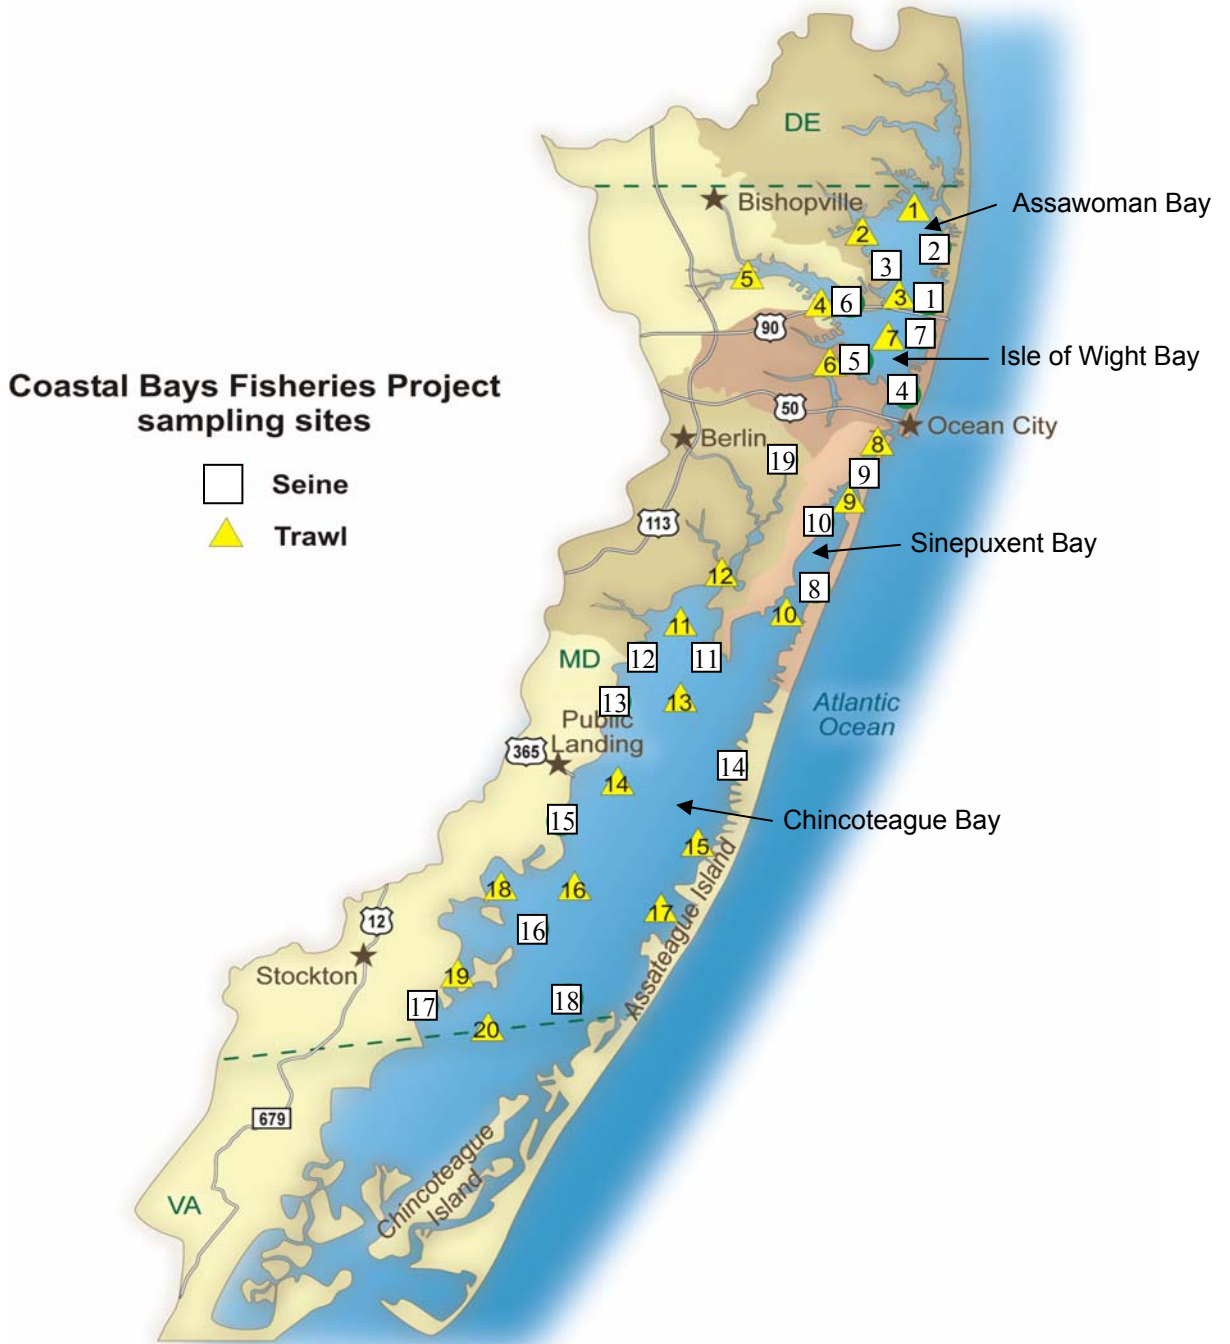 DE
Bishopville
1
Assawoman Bay
2
2
3
5
4
6
3
1
90
7
7
Isle of Wight Bay
6
5
Coastal Bays Fisheries Project
sampling sites
4
50
Ocean City
Berlin
8
19
9
Seine
9
113
10
Trawl
Sinepuxent Bay
12
8
10
11
MD
12
11
13
13
Public
Landing
Atlantic
Ocean
365
14
14
15
Chincoteague Bay
15
18
16
17
12
16
Assateague Island
Stockton
19
17
18
20
679
Chincoteague
Island
VA